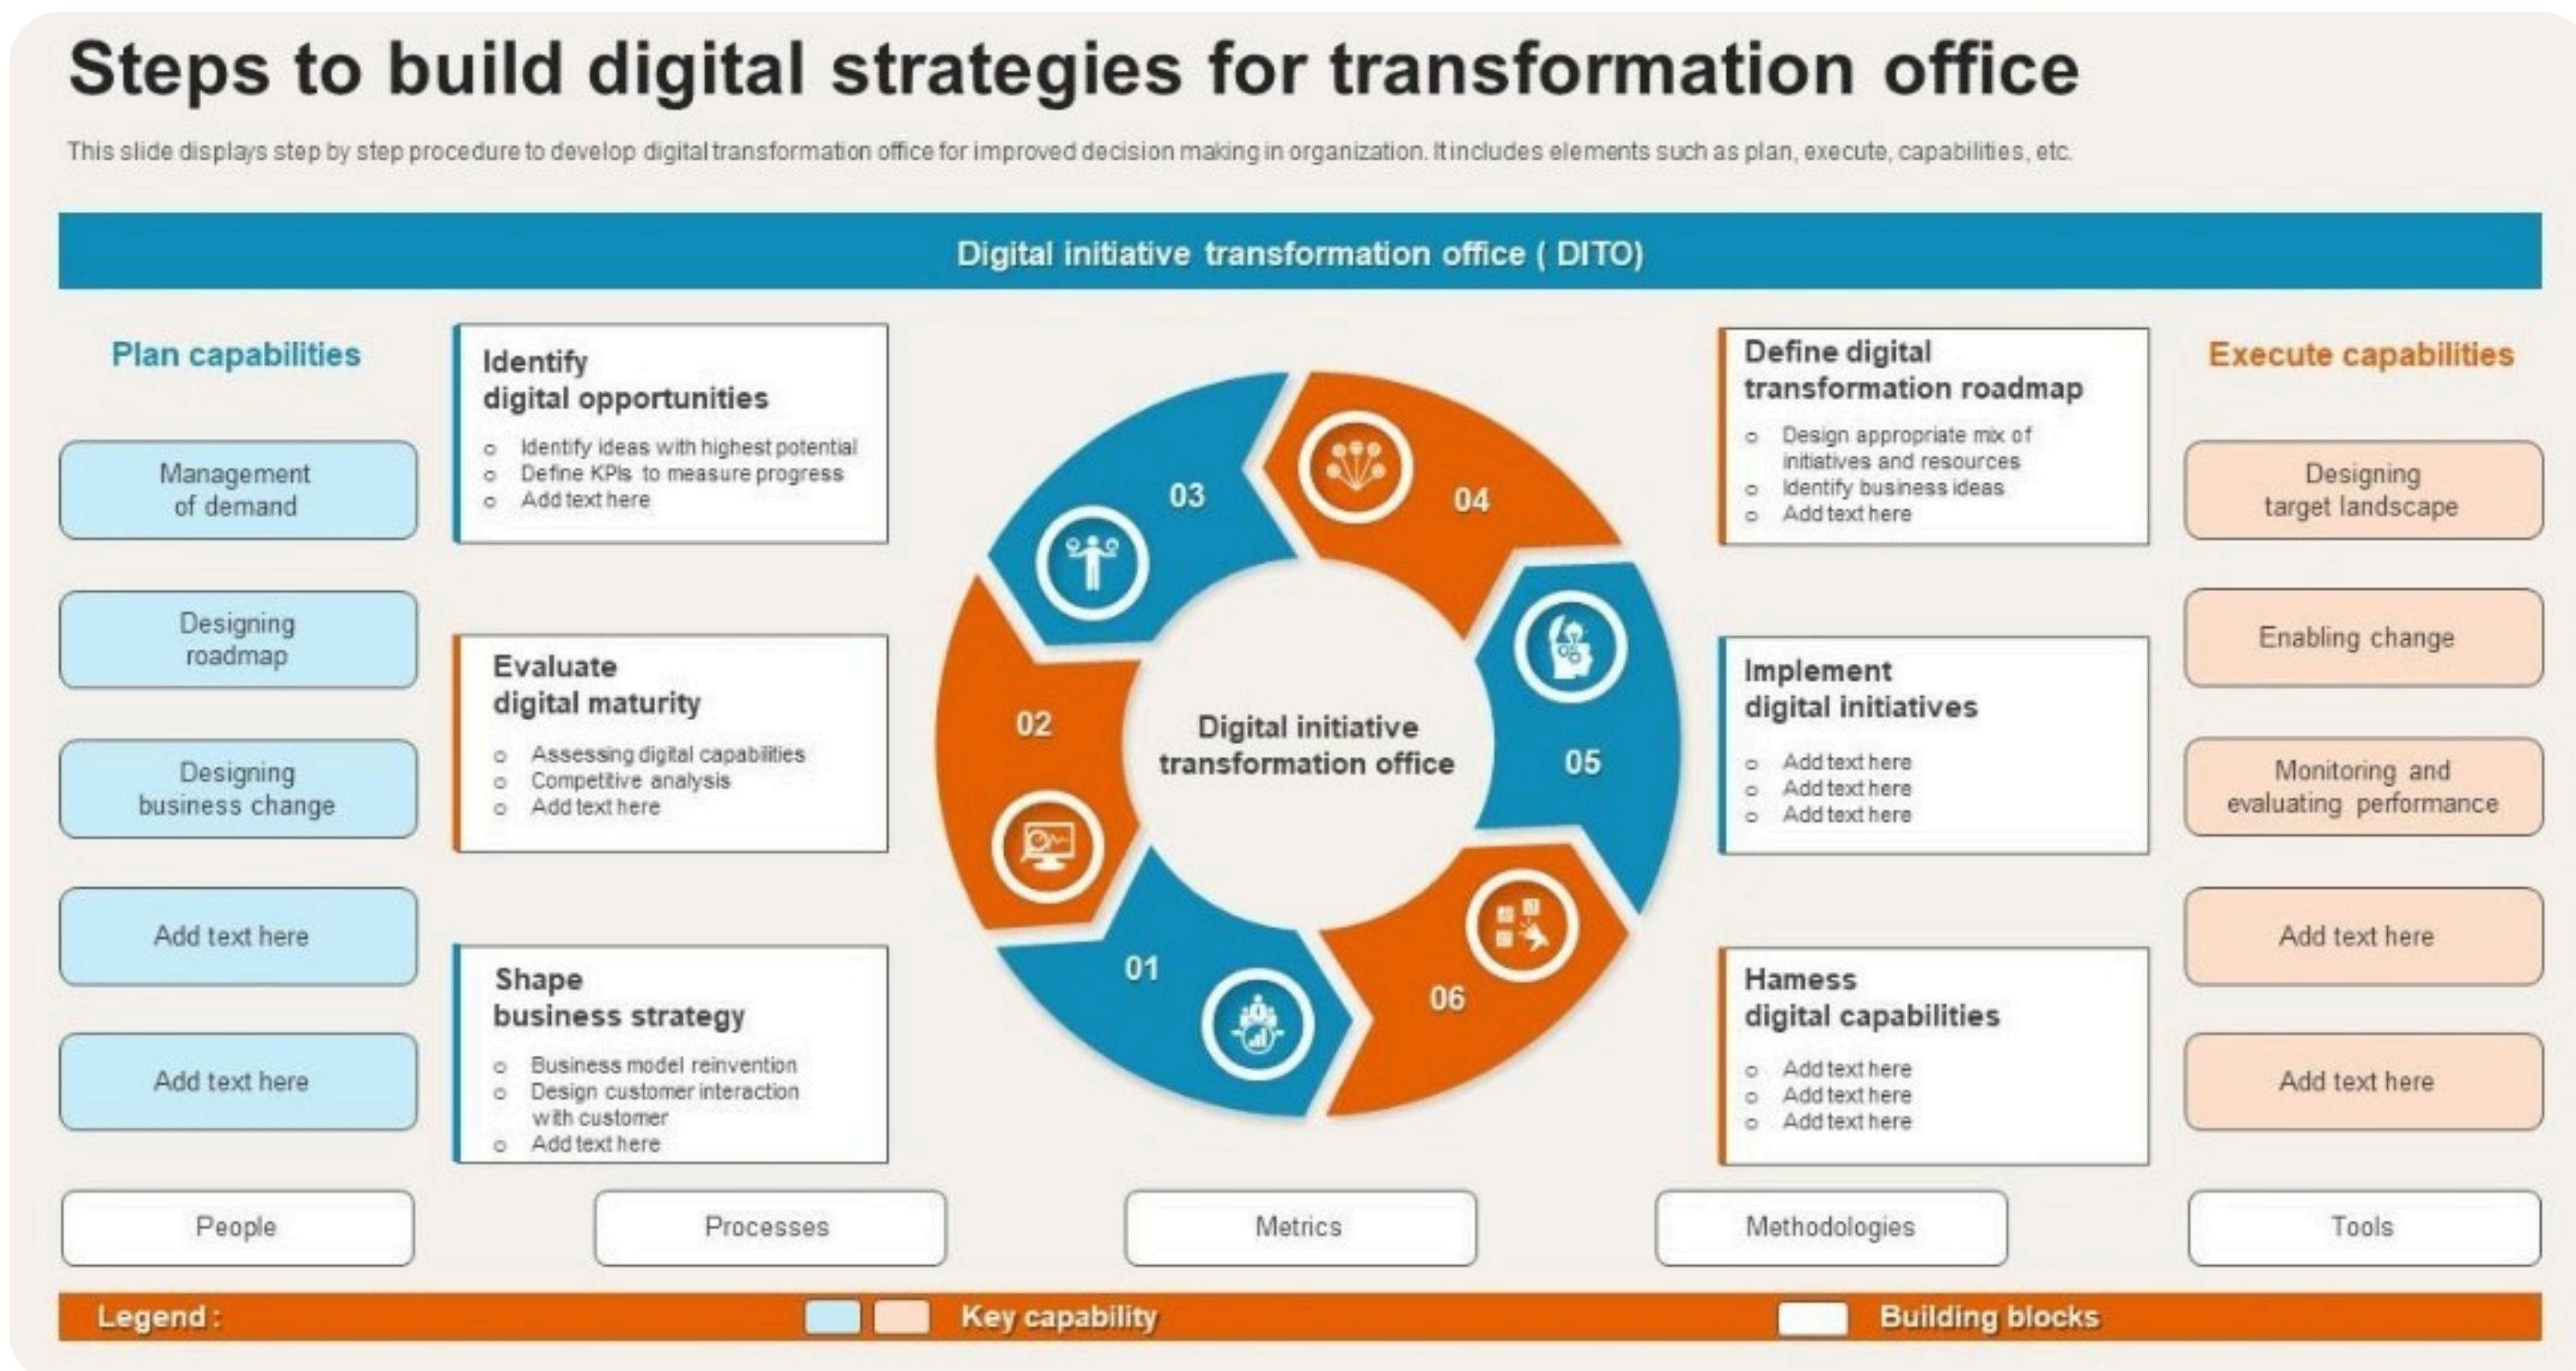 Steps to build digital strategies for transformation office
This slide displays step by step procedure to develop digital transformation office for improved decision making in organization. It includes elements such as plan, execute, capabilities, etc.
Digital initiative transformation office ( DITO)
Plan capabilities
Management
of demand
Designing
roadmap
Designing
business change
Add text here
Add text here
Identify
digital opportunities
o Identify ideas with highest potential
o Define KPIs to measure progress
o Add text here
Evaluate
digital maturity
o Assessing digital capabilities
o Competitive analysis
o Add text here
Shape
business strategy
o Business model reinvention
o Design customer interaction
with customer
o Add text here
03
04
02
05
01
06
Digital initiative
transformation office
Define digital
transformation roadmap
o Design appropriate mix of
initiatives and resources
o Identify business ideas
o Add text here
Implement
digital initiatives
o Add text here
o Add text here
o Add text here
Hamess
digital capabilities
o Add text here
o Add text here
o Add text here
Execute capabilities
Designing
target landscape
Enabling change
Monitoring and
evaluating performance
Add text here
Add text here
People
Processes
Metrics
Methodologies
Tools
Legend :
Key capability
Building blocks